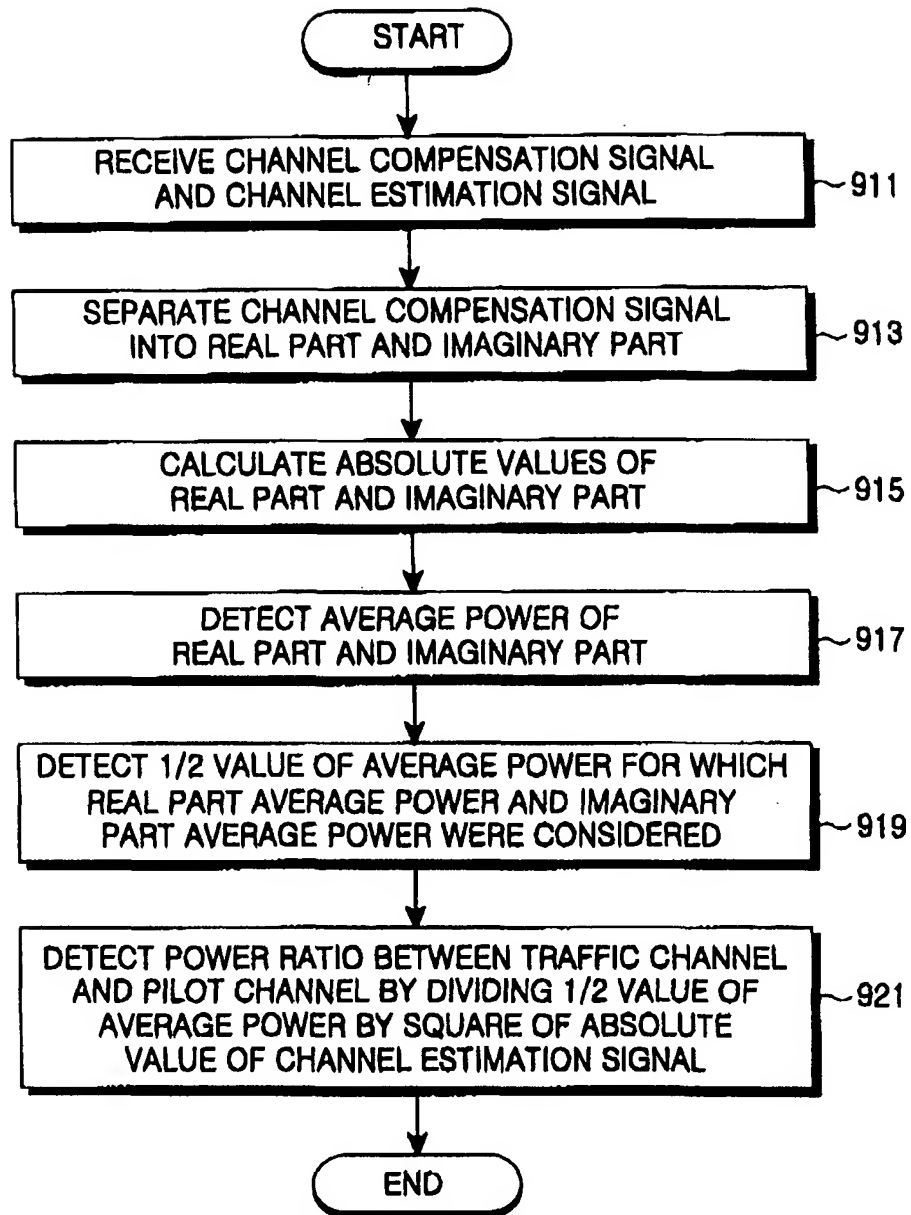 START
RECEIVE CHANNEL COMPENSATION SIGNAL
AND CHANNEL ESTIMATION SIGNAL
~911
SEPARATE CHANNEL COMPENSATION SIGNAL
INTO REAL PART AND IMAGINARY PART
~913
CALCULATE ABSOLUTE VALUES OF
REAL PART AND IMAGINARY PART
~915
DETECT AVERAGE POWER OF
REAL PART AND IMAGINARY PART
~917
DETECT 1/2 VALUE OF AVERAGE POWER FOR WHICH
REAL PART AVERAGE POWER AND IMAGINARY
PART AVERAGE POWER WERE CONSIDERED
~919
DETECT POWER RATIO BETWEEN TRAFFIC CHANNEL
AND PILOT CHANNEL BY DIVIDING 1/2 VALUE OF
AVERAGE POWER BY SQUARE OF ABSOLUTE
VALUE OF CHANNEL ESTIMATION SIGNAL
~921
END